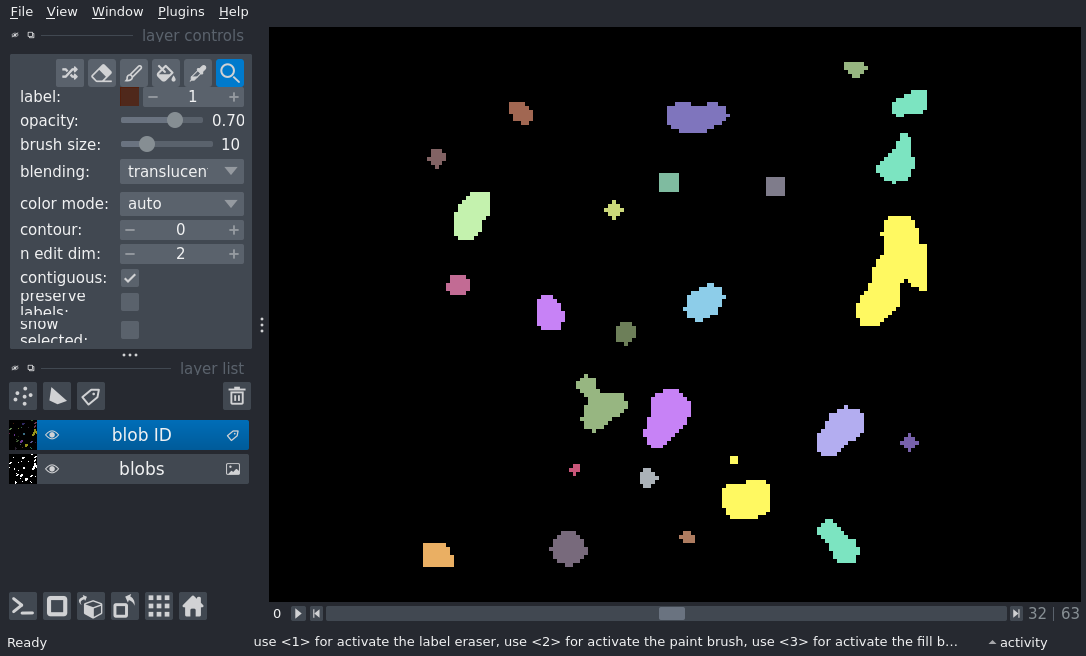 File View Window Plugins Help
layer controls
label: 1
opacity: 0.70
brush size: 10
blending: translucen
color mode: auto
contour: 0
n edit dim: 2
contiguous:
preserve
labels:
show
selected:
layer list
blob ID
blobs
0 32 | 63
Ready use <1> for activate the label eraser, use <2> for activate the paint brush, use <3> for activate the fill b... activity